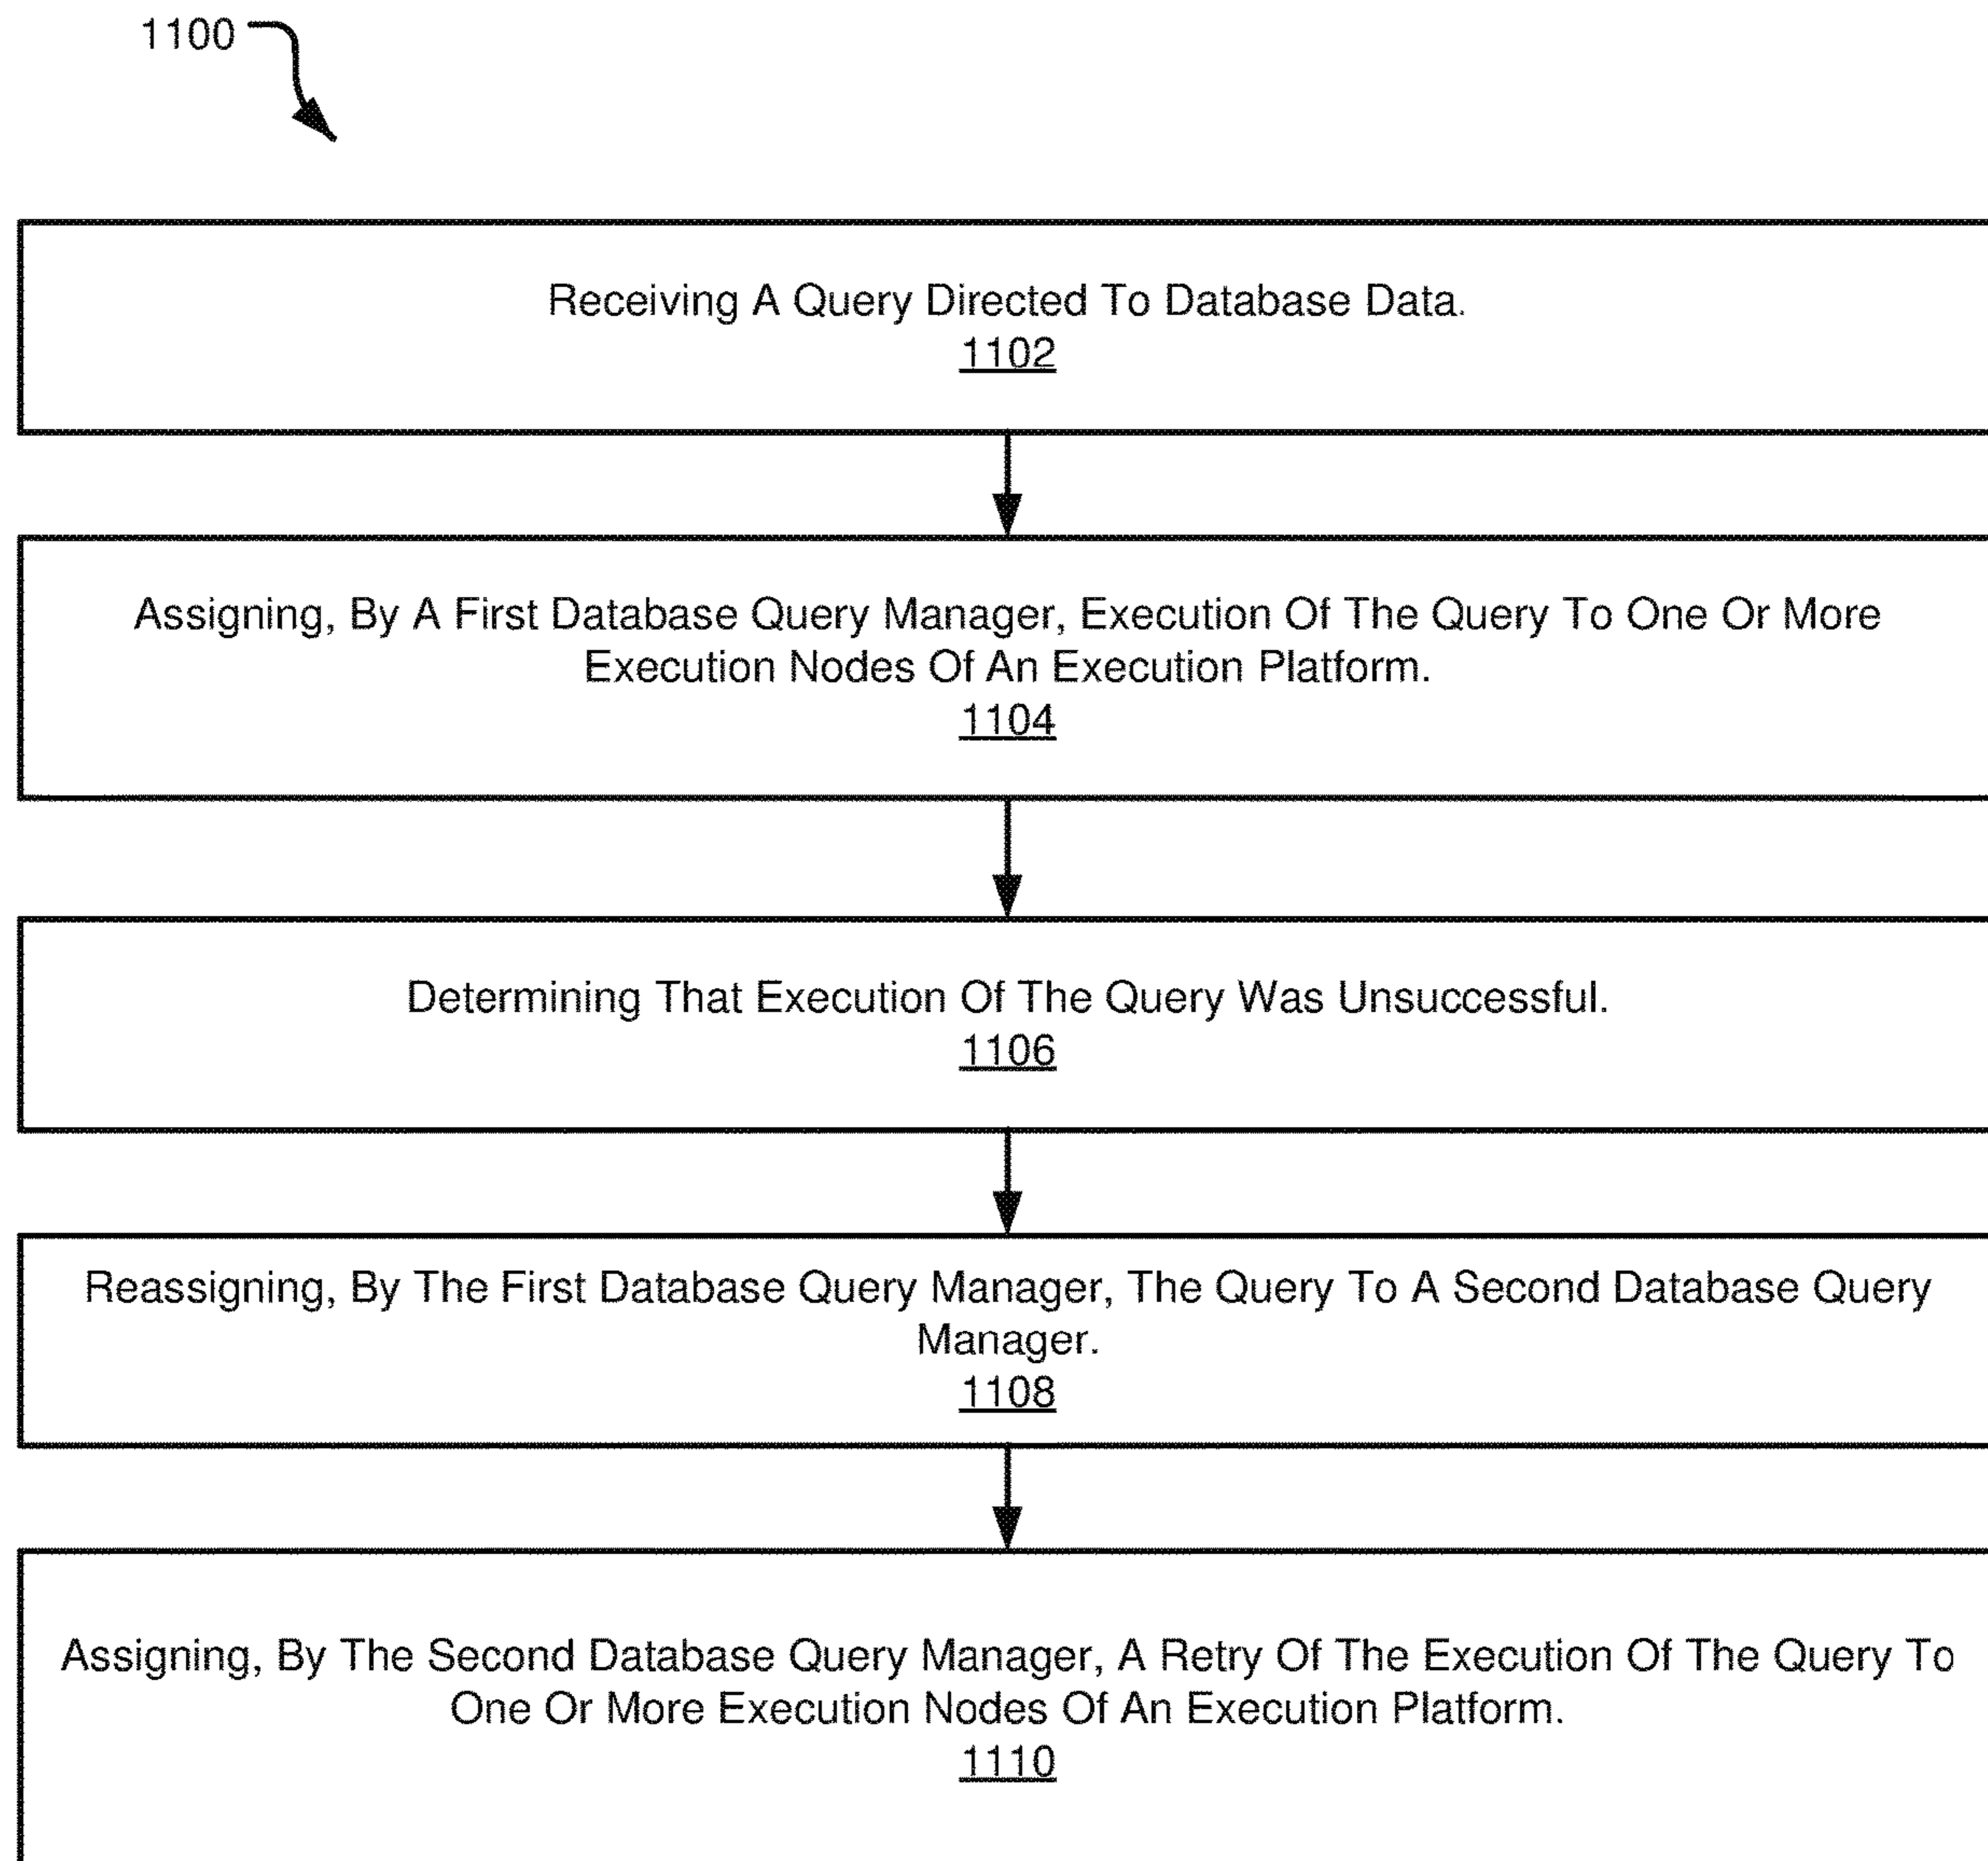 1100
Receiving A Query Directed To Database Data.
1102
Assigning, By A First Database Query Manager, Execution Of The Query To One Or More
Execution Nodes Of An Execution Platform.
1104
Determining That Execution Of The Query Was Unsuccessful.
1106
Reassigning, By The First Database Query Manager, The Query To A Second Database Query
Manager.
1108
Assigning, By The Second Database Query Manager, A Retry Of The Execution Of The Query To
One Or More Execution Nodes Of An Execution Platform.
1110